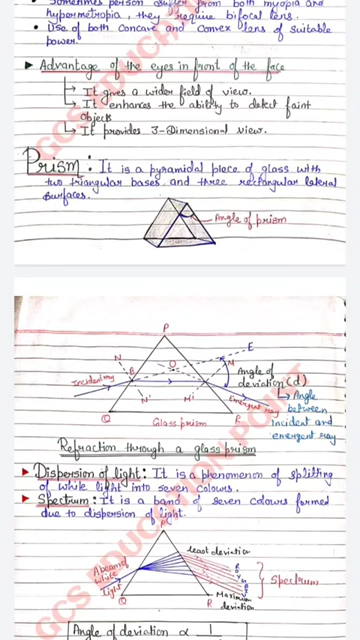 Sometimes person suffer from both myopia and
hypermetropia, they require bifocal lens.
• Use of both concave and convex lens of suitable
power.
▸ Advantage of the eyes in front of the face
↳ It gives a wider field of view.
↳ It enhances the ability to detect faint
objects
↳ It provides 3-Dimensional view.
Prism: It is a pyramidal piece of glass with
two triangular bases and three rectangular lateral
surfaces.
Angle of prism
P
E
N
B
O
M
Angle of
deviation (d)
↳ Angle
between
incident and
emergent ray
Incident ray
Emergent ray
N'
M'
Q
R
Glass prism
Refraction through a glass prism
▸ Dispersion of light: It is a phenomenon of splitting
of while light into seven colours.
▸ Spectrum: It is a band of seven colours formed
due to dispersion of light.
P
least deviation
A beam of
white
light
R
Y
G
B
Spectrum
Q
R
Maximum
deviation
Angle of deviation ∝ 1
GCS EDUCATION POINT